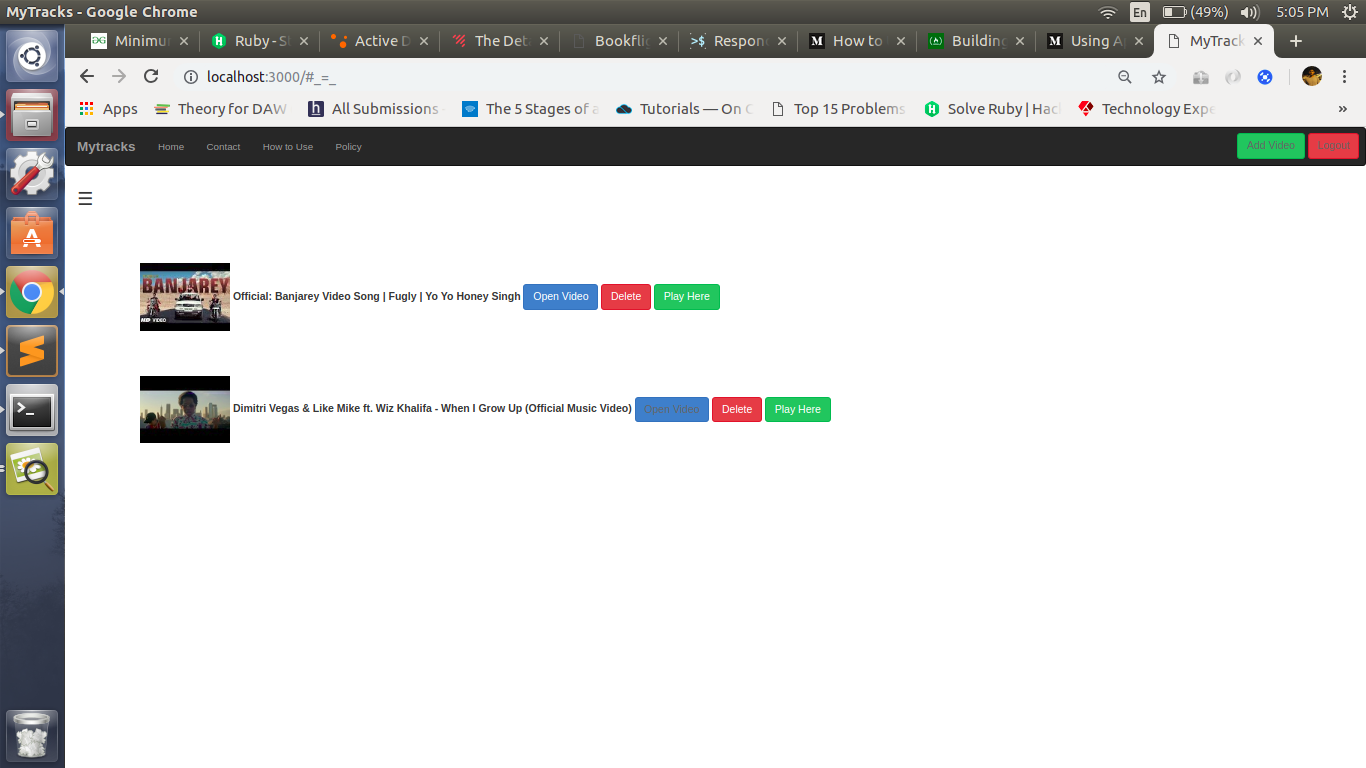 MyTracks - Google Chrome
En (49%) 5:05 PM
Minimu Ruby - S Active D The Det Bookflig Respon How to Building Using A MyTrack
localhost:3000/#_=_
Apps Theory for DAW All Submissions The 5 Stages of a Tutorials — On C Top 15 Problems Solve Ruby | Hac Technology Expe »
Mytracks Home Contact How to Use Policy Add Video Logout
BANJAREY
VIDEO
Official: Banjarey Video Song | Fugly | Yo Yo Honey Singh Open Video Delete Play Here
Dimitri Vegas & Like Mike ft. Wiz Khalifa - When I Grow Up (Official Music Video) Open Video Delete Play Here